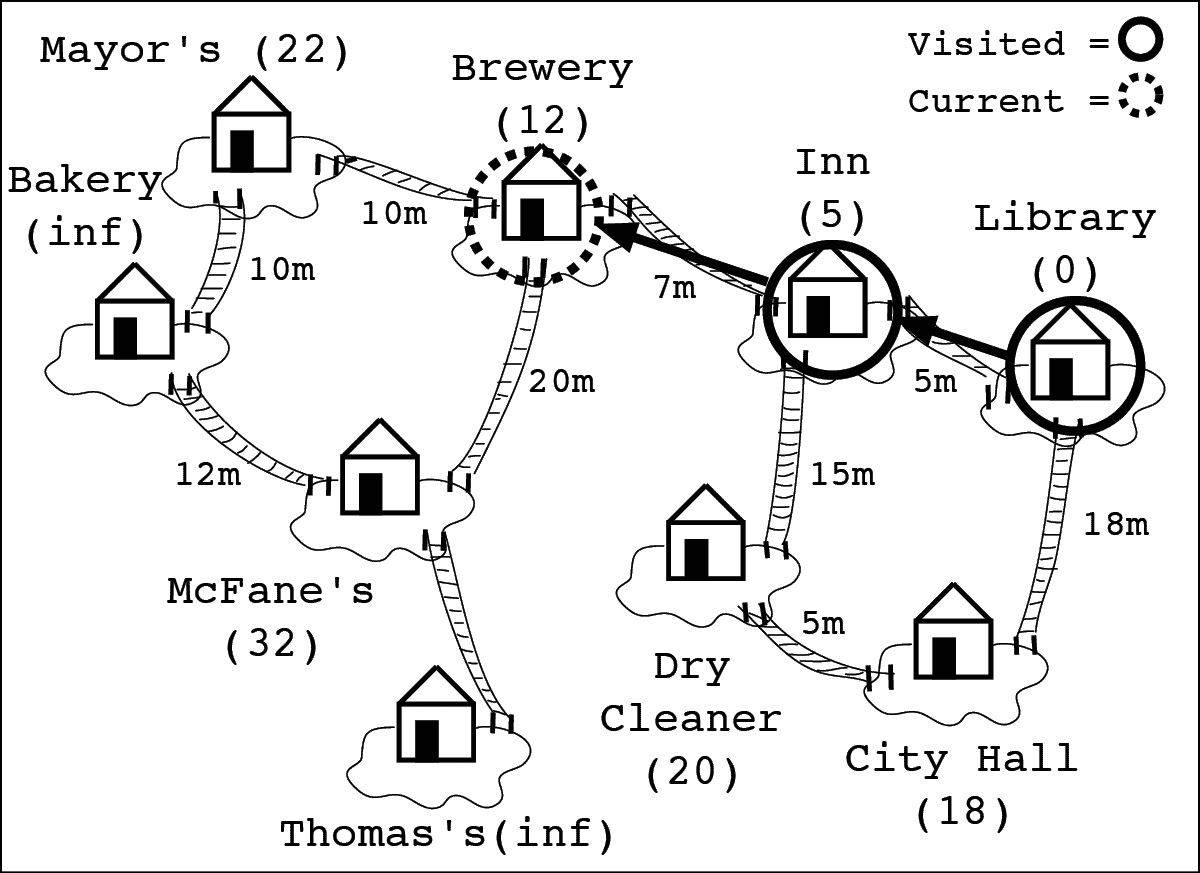 Mayor's (22)
Brewery
(12)
Visited =
Current =
Bakery
(inf)
Inn
(5)
Library
(0)
10m
10m
7m
5m
20m
12m
15m
18m
McFane's
(32)
5m
Dry
Cleaner
(20)
City Hall
(18)
Thomas's(inf)